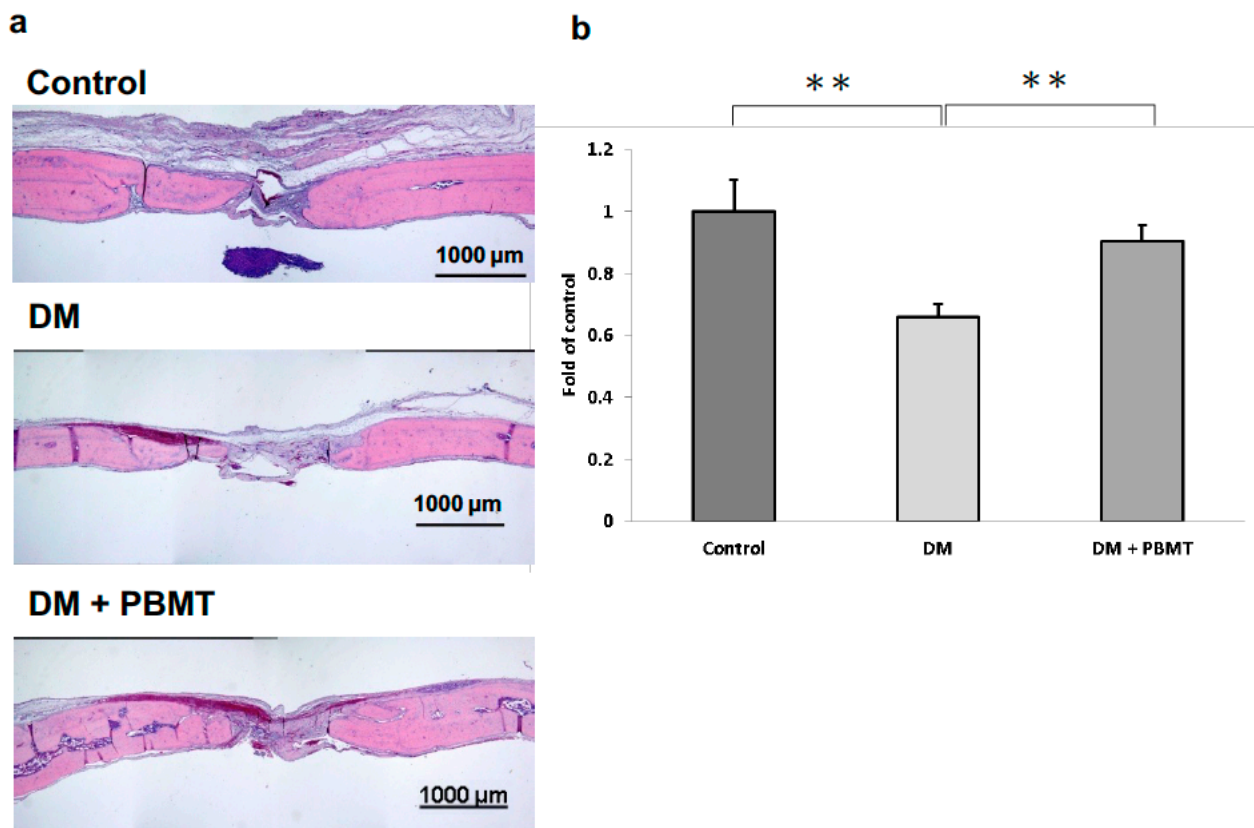 a
Control
1000 µm
DM
1000 µm
DM + PBMT
1000 µm
b
** **
1.2
1
0.8
0.6
0.4
0.2
0
Fold of control
Control DM DM + PBMT